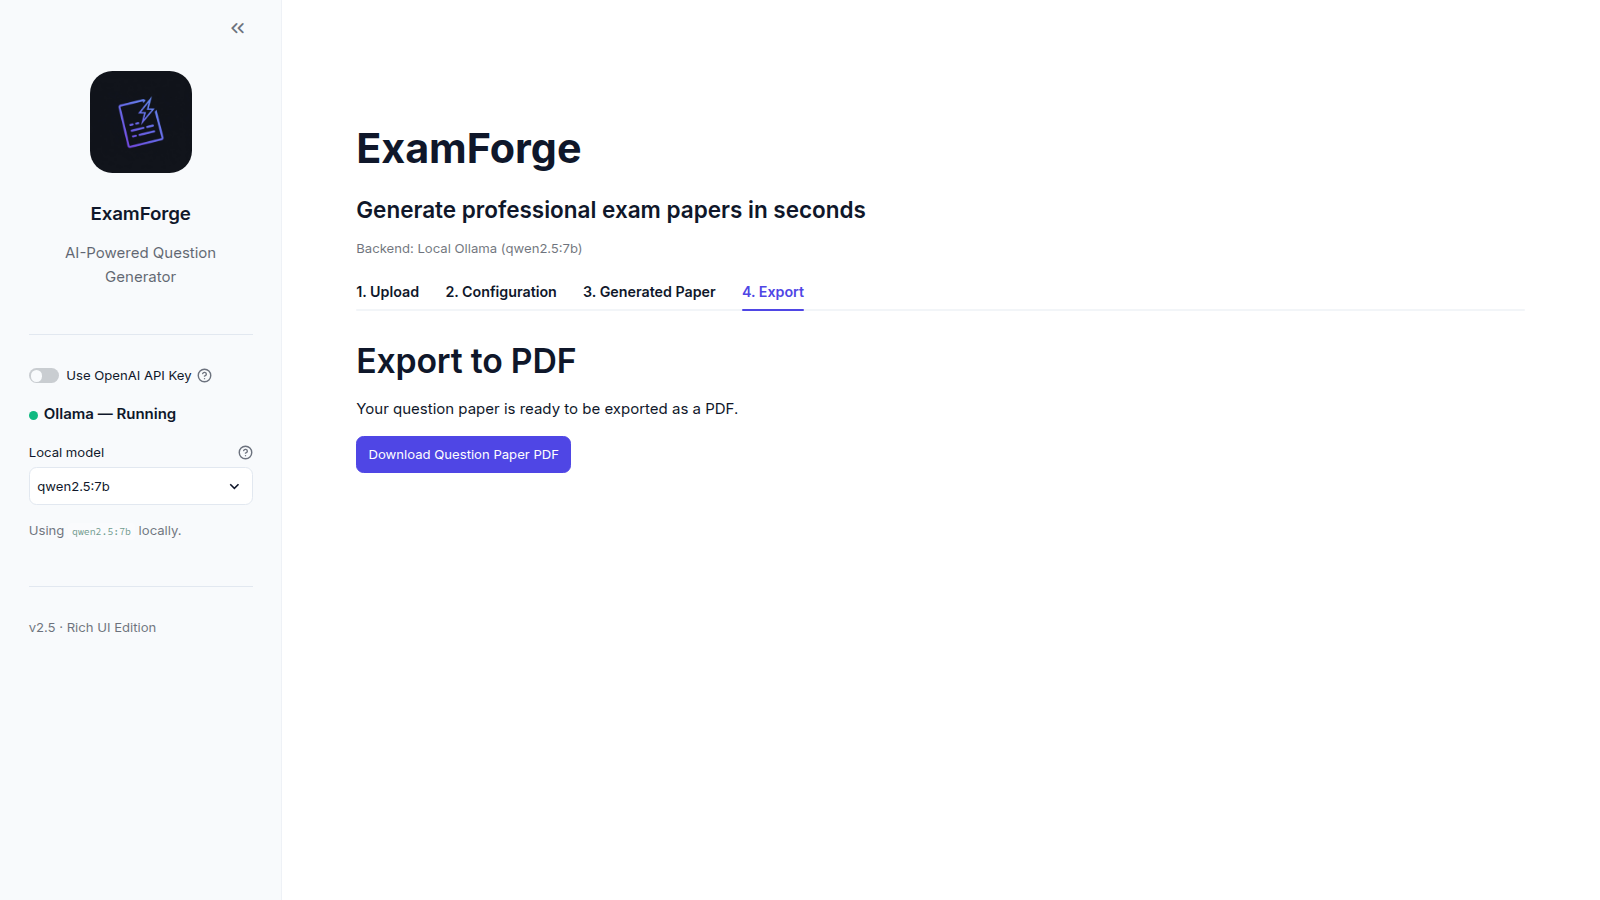 ExamForge
AI-Powered Question
Generator
Use OpenAI API Key
Ollama — Running
Local model
qwen2.5:7b
Using qwen2.5:7b locally.
v2.5 · Rich UI Edition
ExamForge
Generate professional exam papers in seconds
Backend: Local Ollama (qwen2.5:7b)
1. Upload 2. Configuration 3. Generated Paper 4. Export
Export to PDF
Your question paper is ready to be exported as a PDF.
Download Question Paper PDF